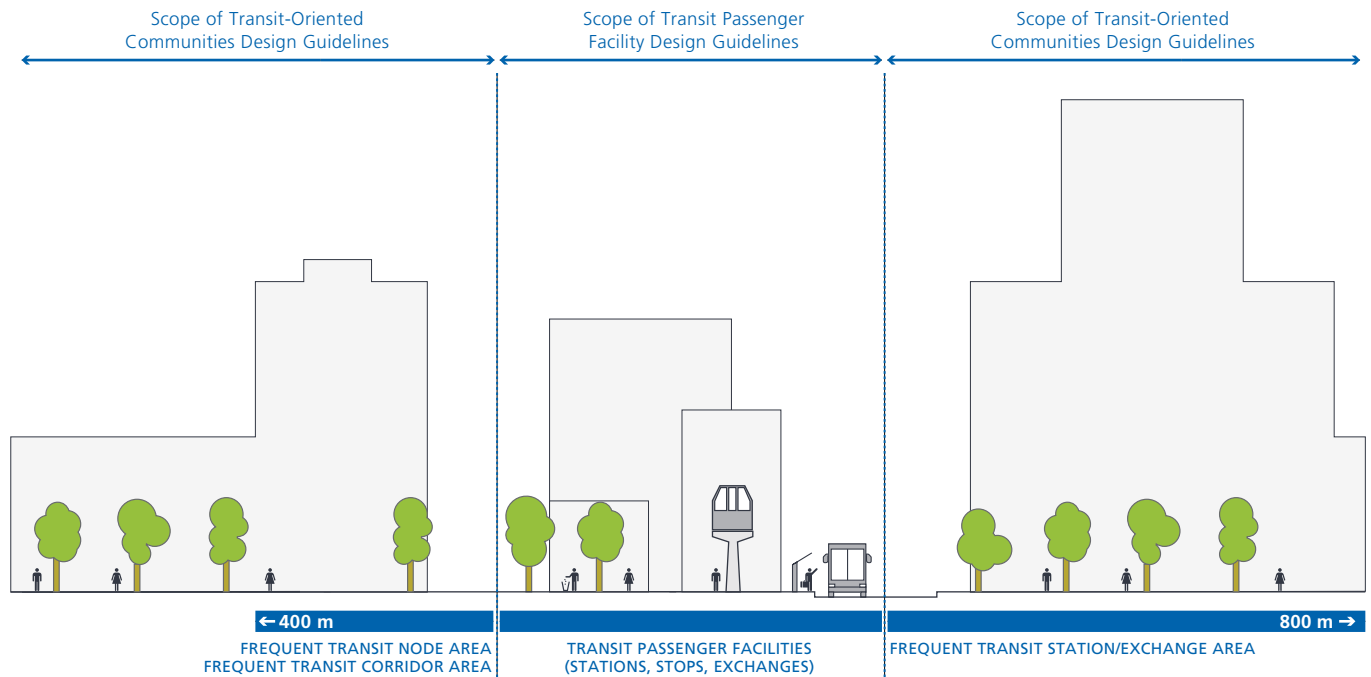 Scope of Transit-Oriented
Communities Design Guidelines
Scope of Transit Passenger
Facility Design Guidelines
Scope of Transit-Oriented
Communities Design Guidelines
← 400 m
800 m →
FREQUENT TRANSIT NODE AREA
FREQUENT TRANSIT CORRIDOR AREA
TRANSIT PASSENGER FACILITIES
(STATIONS, STOPS, EXCHANGES)
FREQUENT TRANSIT STATION/EXCHANGE AREA